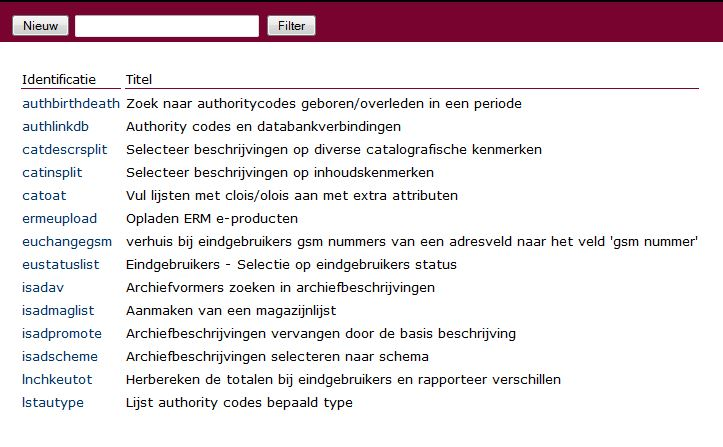 Nieuw Filter
Identificatie Titel
authbirthdeath Zoek naar authoritycodes geboren/overleden in een periode
authlinkdb Authority codes en databankverbindingen
catdescrsplit Selecteer beschrijvingen op diverse catalografische kenmerken
catinsplit Selecteer beschrijvingen op inhoudskenmerken
catoat Vul lijsten met clois/olois aan met extra attributen
ermeupload Opladen ERM e-producten
euchangegsm verhuis bij eindgebruikers gsm nummers van een adresveld naar het veld 'gsm nummer'
eustatuslist Eindgebruikers - Selectie op eindgebruikers status
isadav Archiefvormers zoeken in archiefbeschrijvingen
isadmaglist Aanmaken van een magazijnlijst
isadpromote Archiefbeschrijvingen vervangen door de basis beschrijving
isadscheme Archiefbeschrijvingen selecteren naar schema
lnchkeutot Herbereken de totalen bij eindgebruikers en rapporteer verschillen
lstautype Lijst authority codes bepaald type